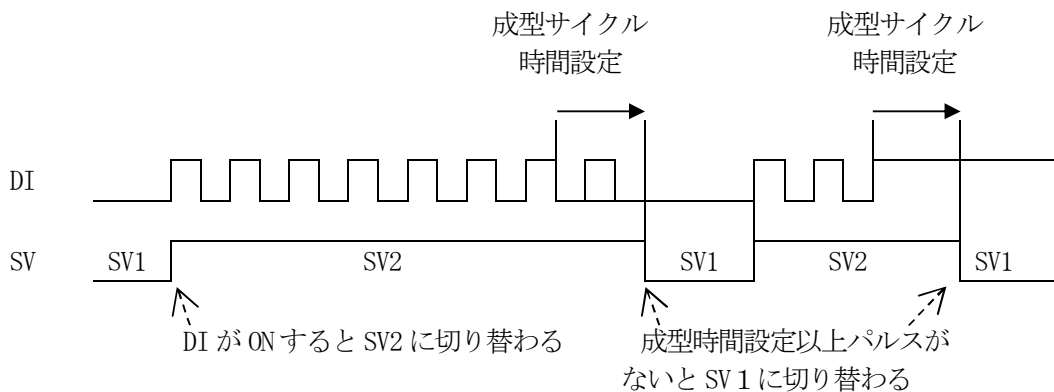 成型サイクル
時間設定
成型サイクル
時間設定
DI
SV
SV1
SV2
SV1
SV2
SV1
DI が ON すると SV2 に切り替わる
成型時間設定以上パルスが
ないと SV１に切り替わる